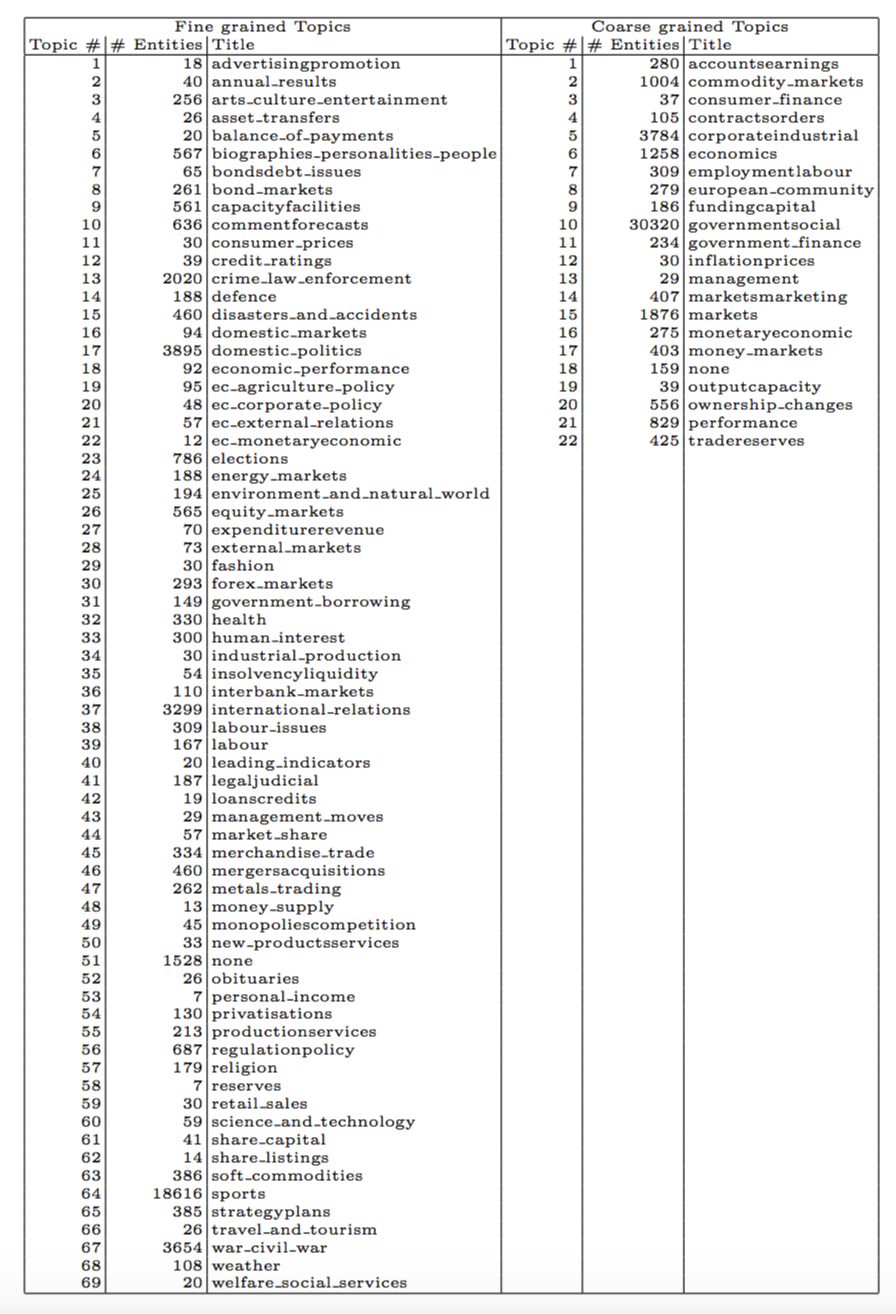 Fine grained Topics Coarse grained Topics
Topic # # Entities Title Topic # # Entities Title
1 18 advertisingpromotion 1 280 accountsearnings
2 40 annual_results 2 1004 commodity_markets
3 256 arts_culture_entertainment 3 37 consumer_finance
4 26 asset_transfers 4 105 contractsorders
5 20 balance_of_payments 5 3784 corporateindustrial
6 567 biographies_personalities_people 6 1258 economics
7 65 bondsdebt_issues 7 309 employmentlabour
8 261 bond_markets 8 279 european_community
9 561 capacityfacilities 9 186 fundingcapital
10 636 commentforecasts 10 30320 governmentsocial
11 30 consumer_prices 11 234 government_finance
12 39 credit_ratings 12 30 inflationprices
13 2020 crime_law_enforcement 13 29 management
14 188 defence 14 407 marketsmarketing
15 460 disasters_and_accidents 15 1876 markets
16 94 domestic_markets 16 275 monetaryeconomic
17 3895 domestic_politics 17 403 money_markets
18 92 economic_performance 18 159 none
19 95 ec_agriculture_policy 19 39 outputcapacity
20 48 ec_corporate_policy 20 556 ownership_changes
21 57 ec_external_relations 21 829 performance
22 12 ec_monetaryeconomic 22 425 tradereserves
23 786 elections
24 188 energy_markets
25 194 environment_and_natural_world
26 565 equity_markets
27 70 expenditurerevenue
28 73 external_markets
29 30 fashion
30 293 forex_markets
31 149 government_borrowing
32 330 health
33 300 human_interest
34 30 industrial_production
35 54 insolvencyliquidity
36 110 interbank_markets
37 3299 international_relations
38 309 labour_issues
39 167 labour
40 20 leading_indicators
41 187 legaljudicial
42 19 loanscredits
43 29 management_moves
44 57 market_share
45 334 merchandise_trade
46 460 mergersacquisitions
47 262 metals_trading
48 13 money_supply
49 45 monopoliescompetition
50 33 new_productsservices
51 1528 none
52 26 obituaries
53 7 personal_income
54 130 privatisations
55 213 productionservices
56 687 regulationpolicy
57 179 religion
58 7 reserves
59 30 retail_sales
60 59 science_and_technology
61 41 share_capital
62 14 share_listings
63 386 soft_commodities
64 18616 sports
65 385 strategyplans
66 26 travel_and_tourism
67 3654 war_civil_war
68 108 weather
69 20 welfare_social_services